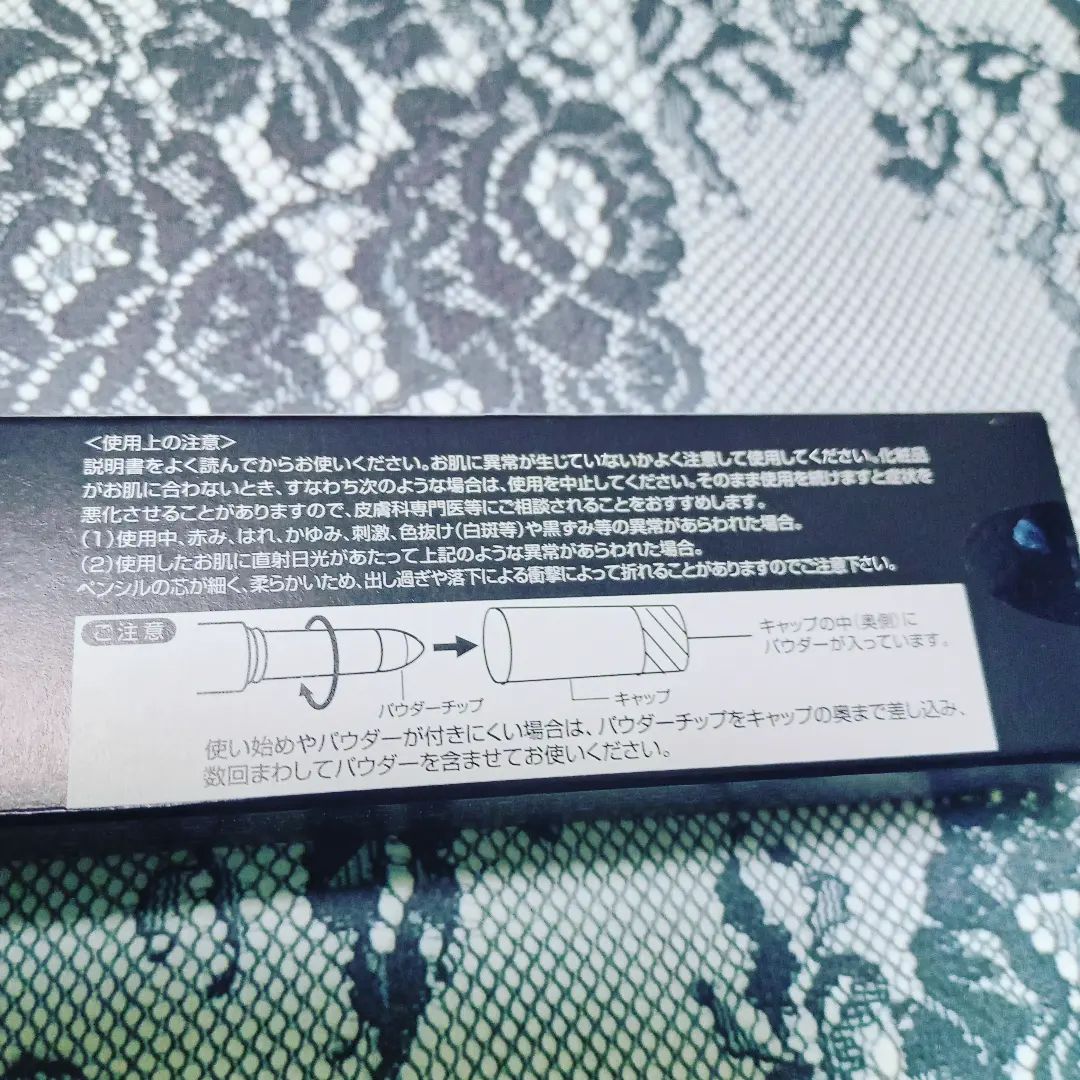 ＜使用上の注意＞
説明書をよく読んでからお使いください。お肌に異常が生じていないかよく注意して使用してください。化粧品
がお肌に合わないとき、すなわち次のような場合は、使用を中止してください。そのまま使用を続けますと症状を
悪化させることがありますので、皮膚科専門医等にご相談されることをおすすめします。
（1）使用中、赤み、はれ、かゆみ、刺激、色抜け（白斑等）や黒ずみ等の異常があらわれた場合。
（2）使用したお肌に直射日光があたって上記のような異常があらわれた場合。
ペンシルの芯が細く、柔らかいため、出し過ぎや落下による衝撃によって折れることがありますのでご注意下さい。
ご注意
キャップの中（奥側）に
パウダーが入っています。
パウダーチップ
キャップ
使い始めやパウダーが付きにくい場合は、パウダーチップをキャップの奥まで差し込み、
数回まわしてパウダーを含ませてお使いください。